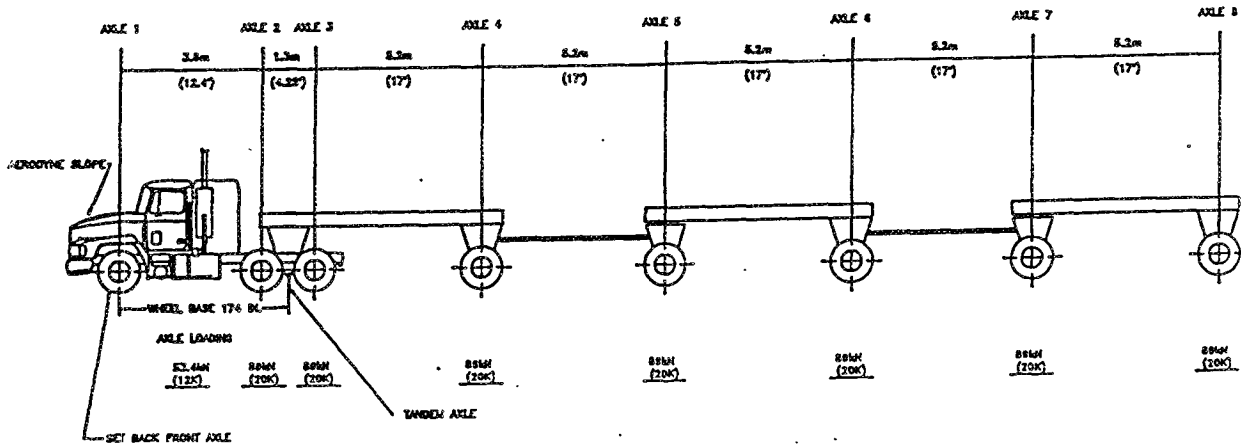 AXLE 1 AXLE 2 AXLE 3 AXLE 4 AXLE 5 AXLE 6 AXLE 7 AXLE 8
3.8m 1.3m 5.2m 5.2m 5.2m 5.2m 5.2m
(12.4') (4.25') (17') (17') (17') (17') (17')
AERODYNE SLOPE
WHEEL BASE 174 IN.
AXLE LOADING
53.4kN 89kN 89kN 89kN 89kN 89kN 89kN 89kN
(12K) (20K) (20K) (20K) (20K) (20K) (20K) (20K)
TANDEM AXLE
SET BACK FRONT AXLE